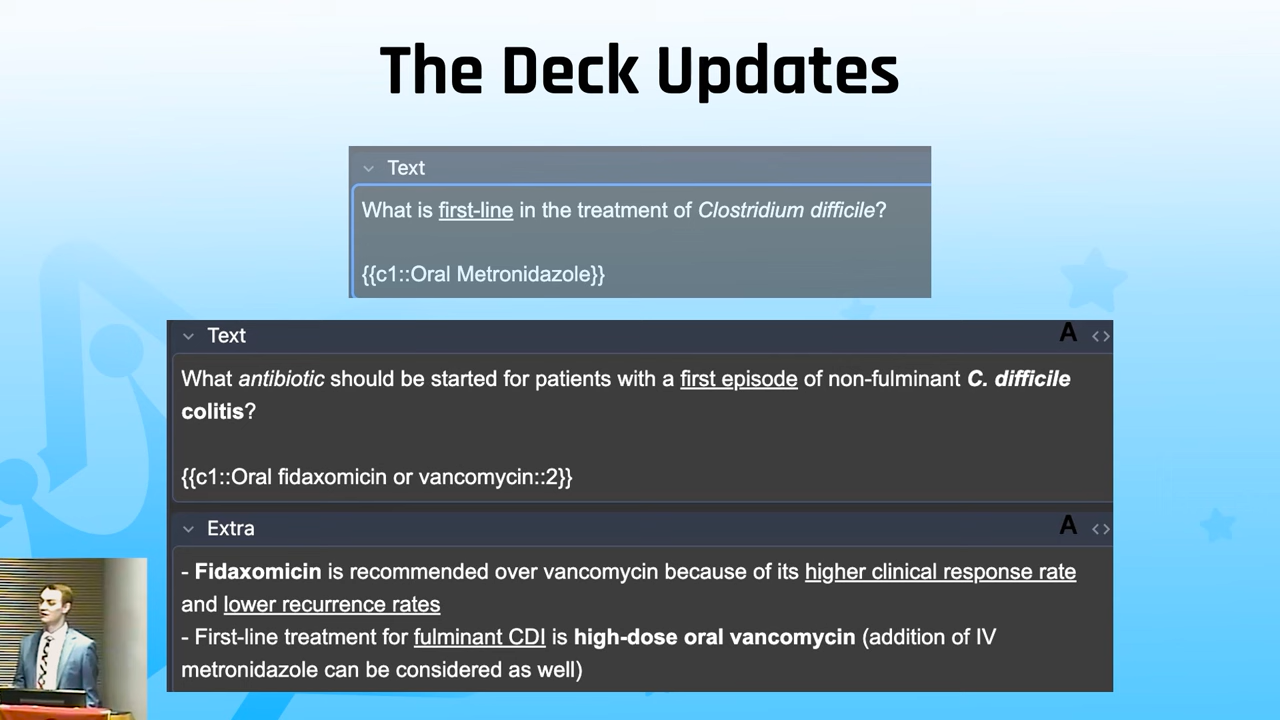 The Deck Updates
Text
What is first-line in the treatment of Clostridium difficile?
{{c1::Oral Metronidazole}}
Text
A <>
What antibiotic should be started for patients with a first episode of non-fulminant C. difficile
colitis?
{{c1::Oral fidaxomicin or vancomycin::2}}
Extra
A <>
- Fidaxomicin is recommended over vancomycin because of its higher clinical response rate
and lower recurrence rates
- First-line treatment for fulminant CDI is high-dose oral vancomycin (addition of IV
metronidazole can be considered as well)